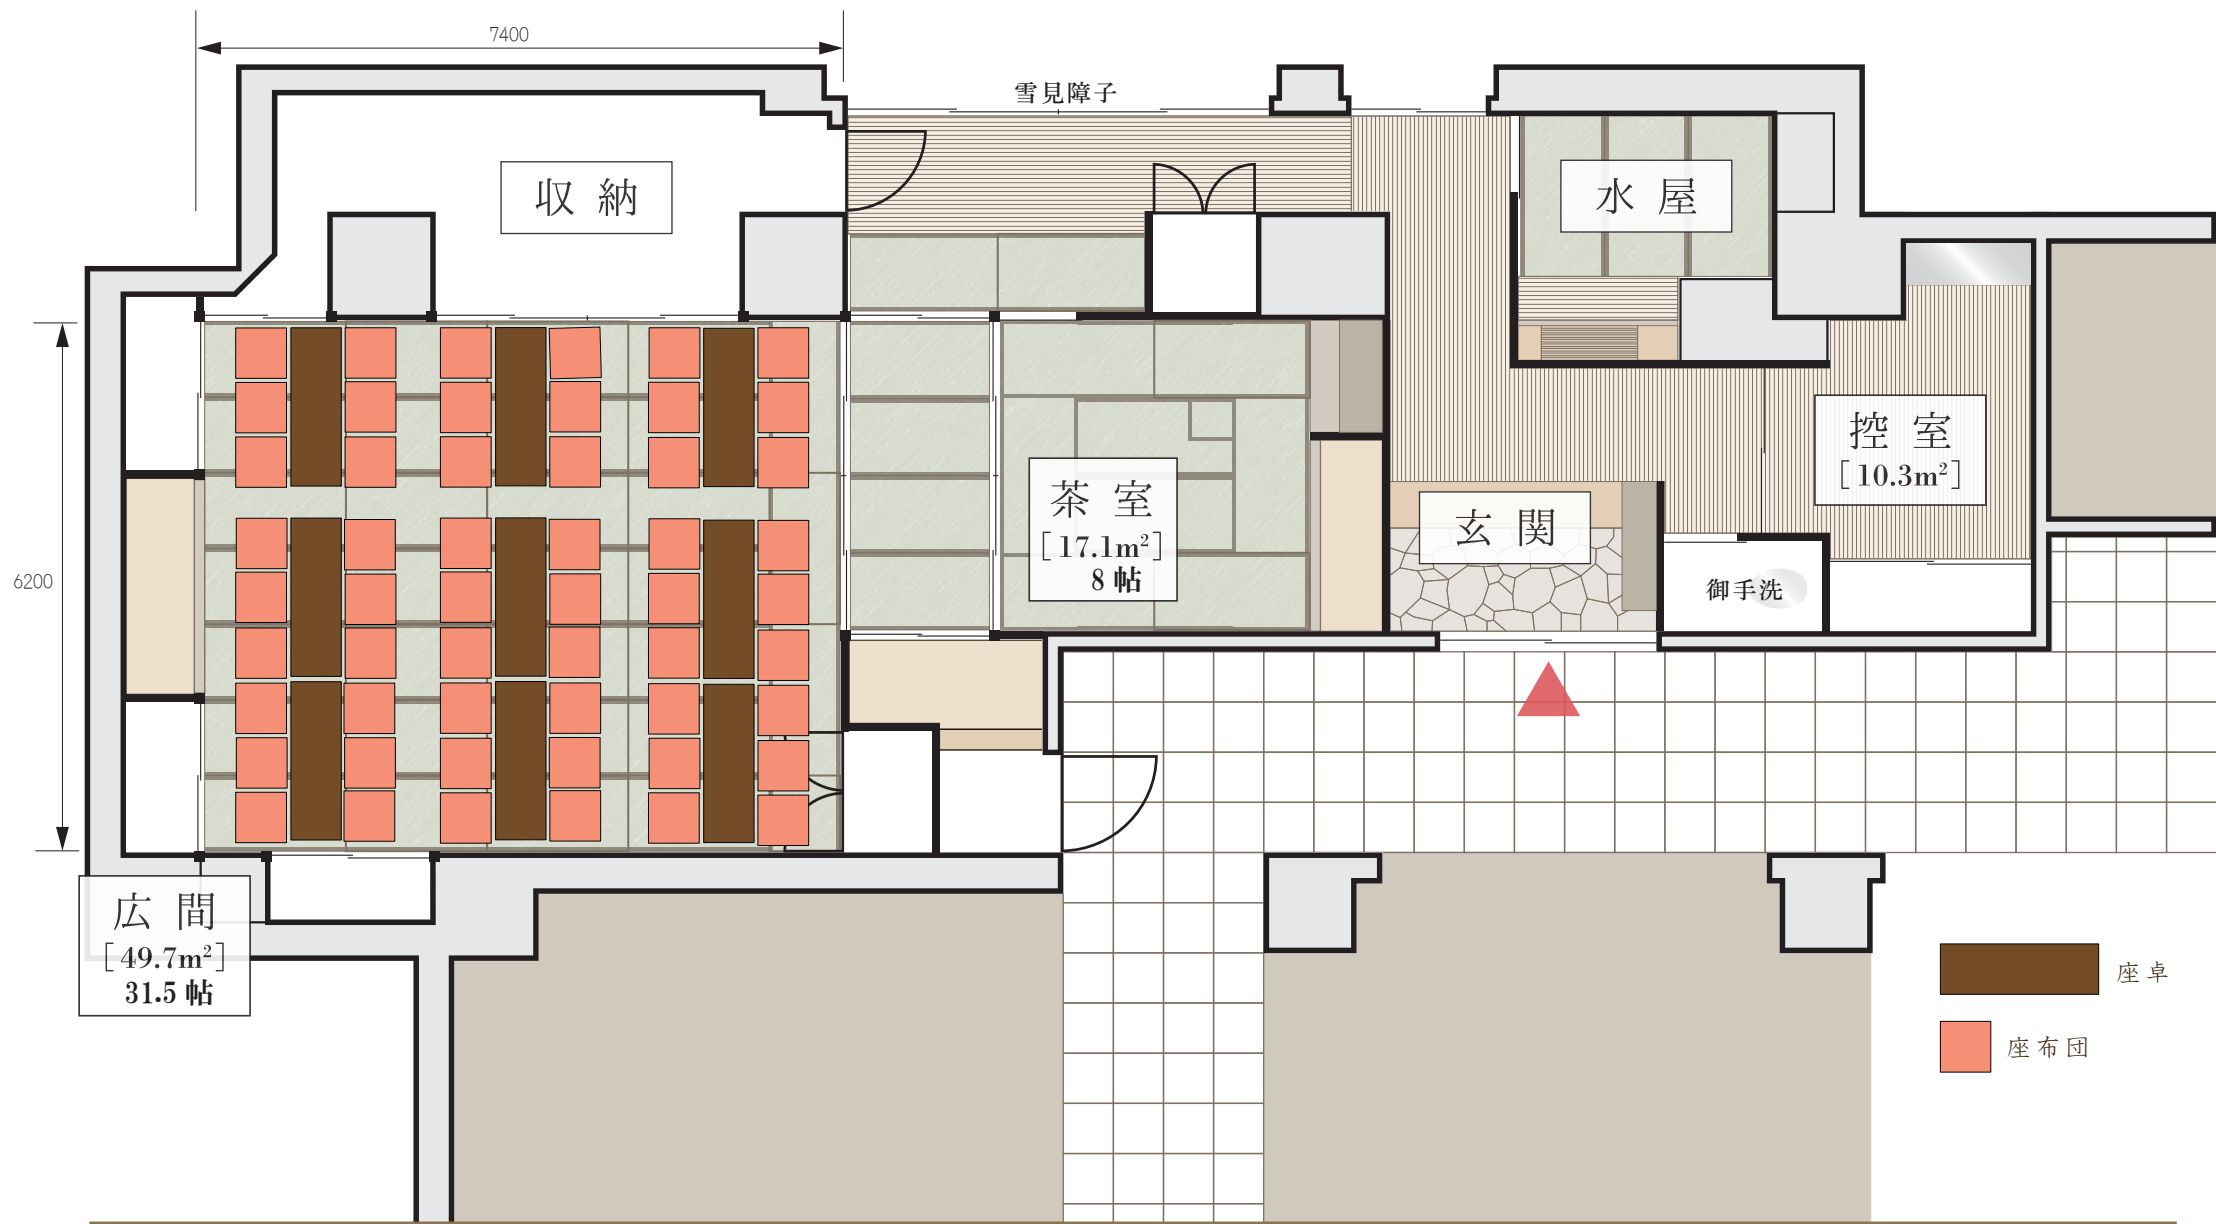 7400
雪見障子
収納
水屋
控室
[10.3m²]
茶室
[17.1m²]
8帖
玄関
御手洗
6200
広間
[49.7m²]
31.5帖
座卓
座布団